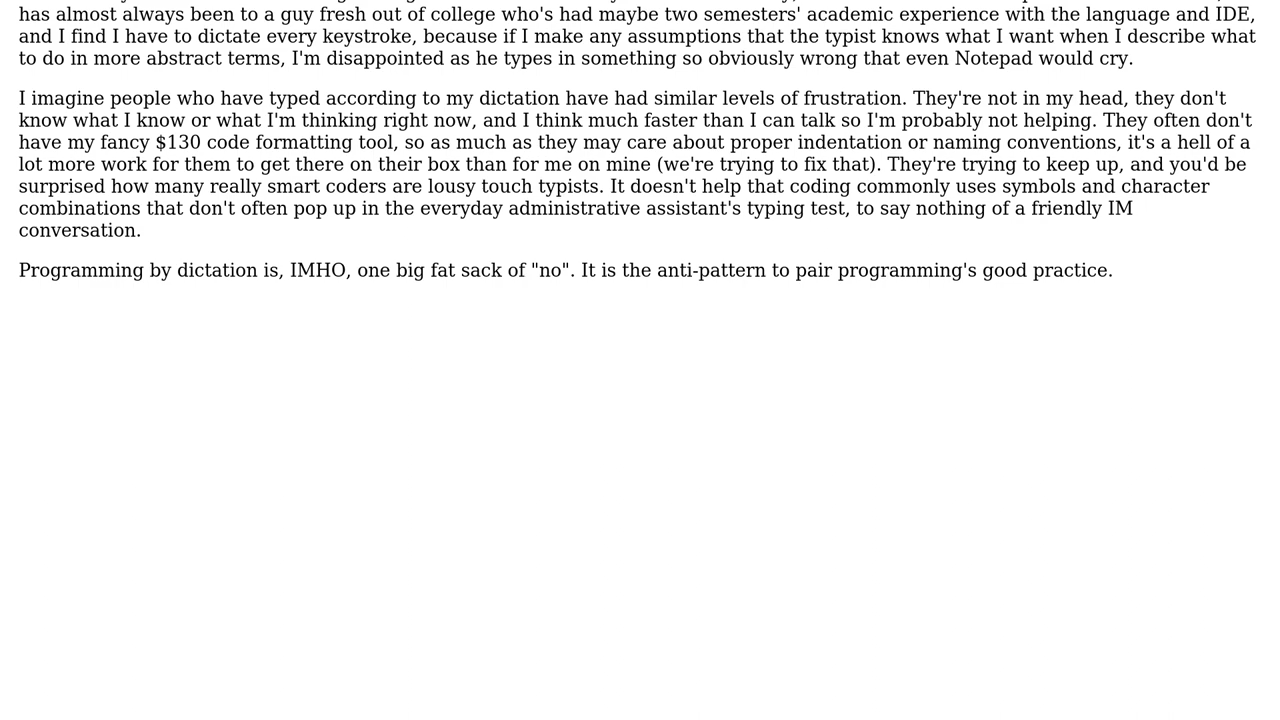 has almost always been to a guy fresh out of college who's had maybe two semesters' academic experience with the language and IDE,
and I find I have to dictate every keystroke, because if I make any assumptions that the typist knows what I want when I describe what
to do in more abstract terms, I'm disappointed as he types in something so obviously wrong that even Notepad would cry.
I imagine people who have typed according to my dictation have had similar levels of frustration. They're not in my head, they don't
know what I know or what I'm thinking right now, and I think much faster than I can talk so I'm probably not helping. They often don't
have my fancy $130 code formatting tool, so as much as they may care about proper indentation or naming conventions, it's a hell of a
lot more work for them to get there on their box than for me on mine (we're trying to fix that). They're trying to keep up, and you'd be
surprised how many really smart coders are lousy touch typists. It doesn't help that coding commonly uses symbols and character
combinations that don't often pop up in the everyday administrative assistant's typing test, to say nothing of a friendly IM
conversation.
Programming by dictation is, IMHO, one big fat sack of "no". It is the anti-pattern to pair programming's good practice.